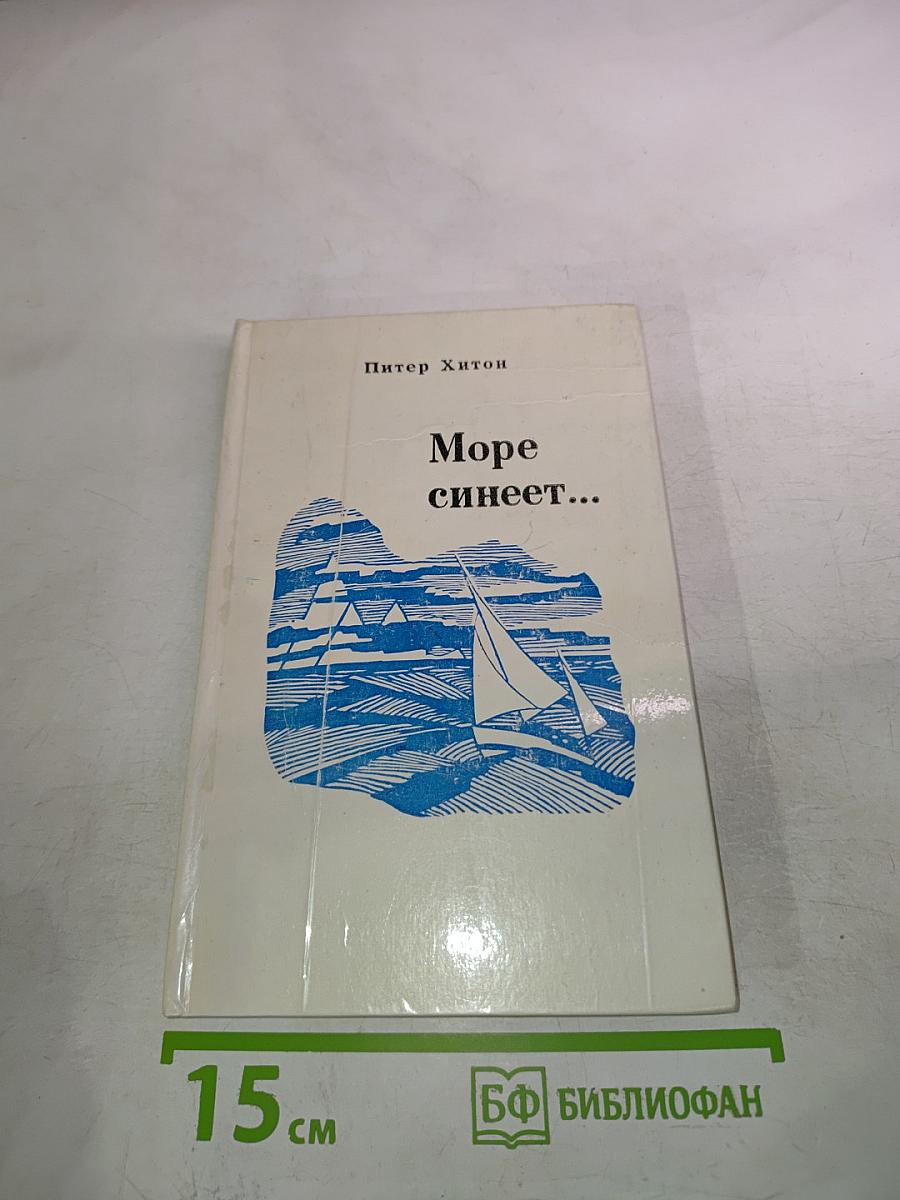 Питер Хитон
Море
синеет...
15 см
БФ БИБЛИОФАН